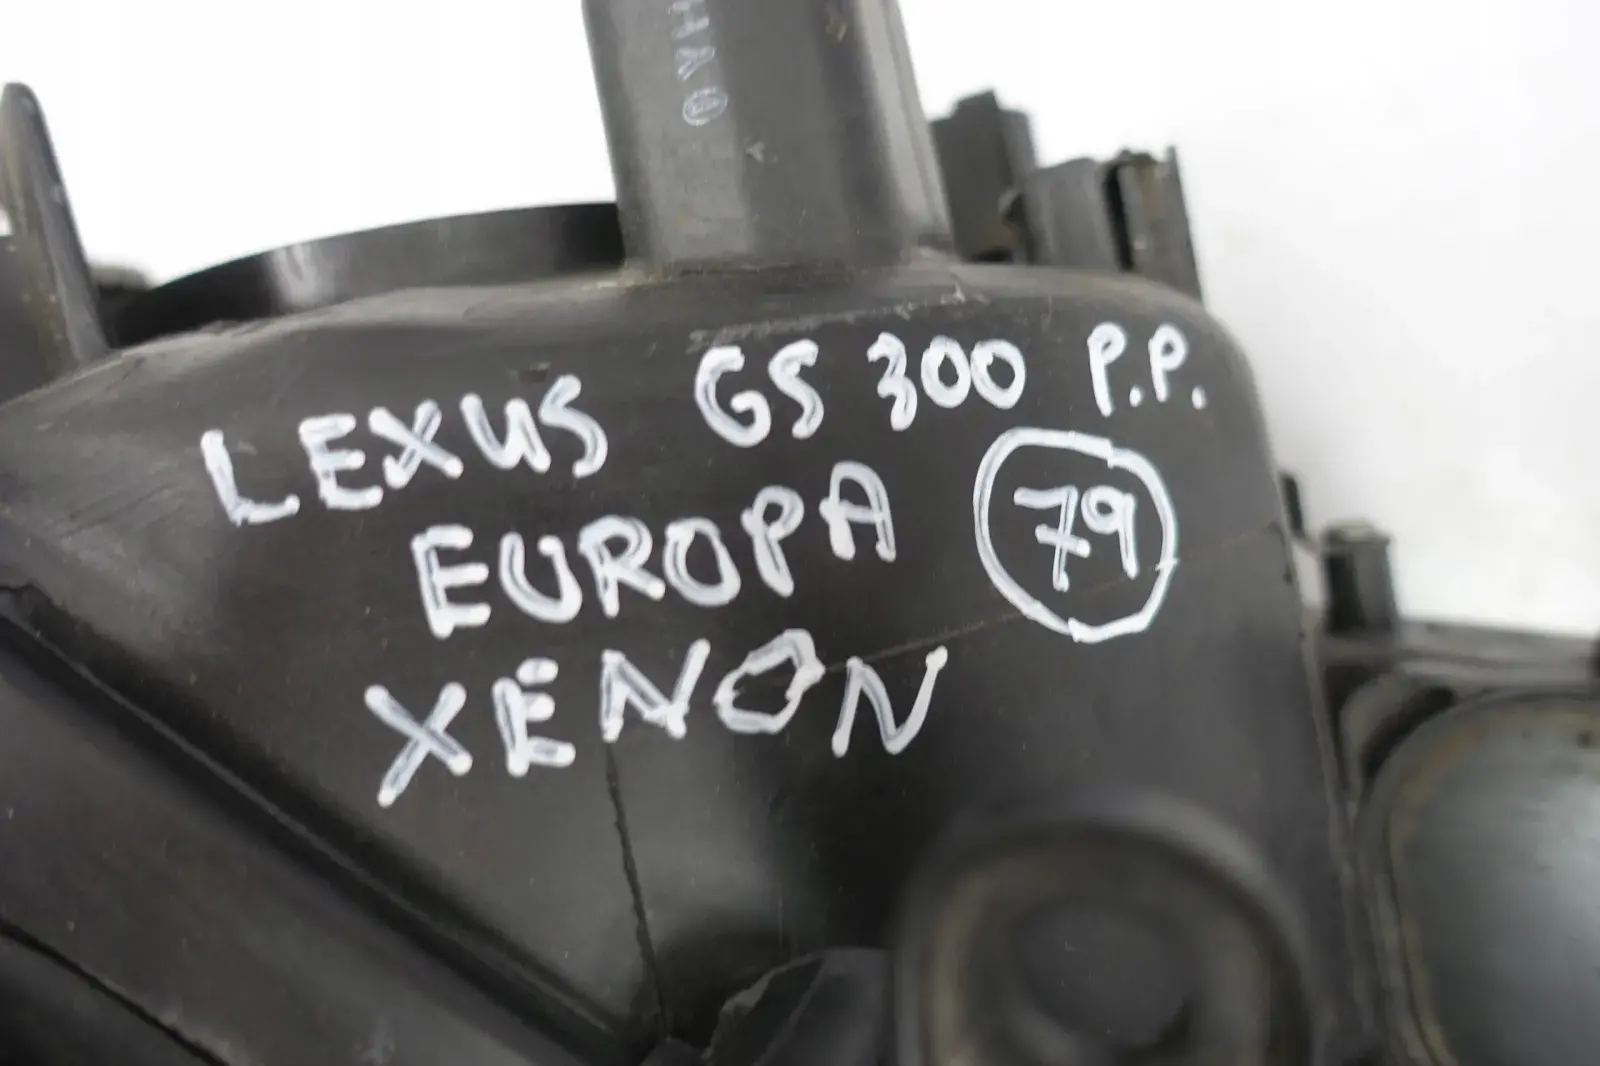 LEXUS GS 300 P.P.
EUROPA 79
XENON